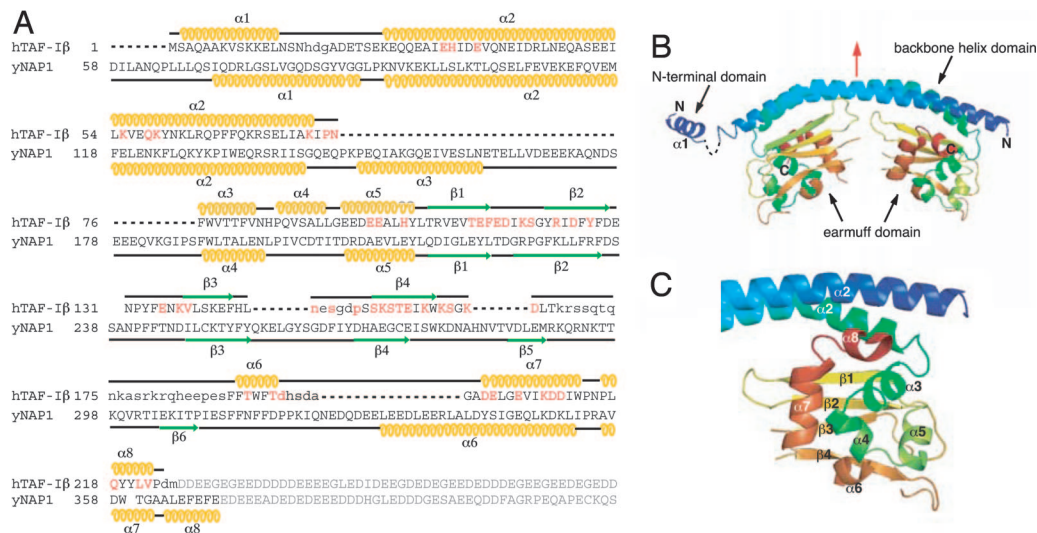 A
α1 α2
hTAF-Iβ 1 ---------MSAQAAKVSKKELNSNhdgADETSEKEQQEAIEHIDEVQNEIDRLNEQASEEI
yNAP1 58 DILANQPLLLQSIQDRLGSLVGQDSGYVGGLPKNVKEKLLSLKTLQSELFEVEKEFQVEM
α1 α2
α2
hTAF-Iβ 54 LKVEQKYNKLRQPFFQKRSELIAKIPN---------------------------------
yNAP1 118 FELENKFLQKYKPIWEQRSRIISGQEQPKPEQIAKGQEIVESLNETELLVDEEEKAQNDS
α2 α3
α3 α4 α5 β1 β2
hTAF-Iβ 76 -----------FWVTTFVNHPQVSALLGEEDEEALHYLTRVEVTEFEDIKSGYRIDFYFDE
yNAP1 178 EEEQVKGIPSFWLTALENLPIVCDTITDRDAEVLEYLQDIGLEYLTDGRPGFKLLFRFDS
α4 α5 β1 β2
β3 β4
hTAF-Iβ 131 NPYFENKVLSKEFHL-------nesgdpSSKSTEIKWKSGK-------DLTkrssqtq
yNAP1 238 SANPFFTNDILCKTYFYQKELGYSGDFIYDHAEGCEISWKDNAHNVTVDLEMRKQRNKTT
β3 β4 β5
α6 α7
hTAF-Iβ 175 nkasrkrqheepesFFTWFTdhsdа----------------GADELGEVIKDDIWPNPL
yNAP1 298 KQVRTIEKITPIESFFNFFDPPKIQNEDQDEELEEDLEERLALDYSIGEQLKDKLIPRAV
β6 α6
α8
hTAF-Iβ 218 QYYLVPdmDDEEGEGEEDDDDDEEEEGLEDIDEEGDEDEGEEDEDDDEGEEGEEDEGEDD
yNAP1 358 DW TGAALEFEFEEDEEEADEDEDEEEDDDHGLEDDDGESAEEQDDFAGRPEQAPECKQS
α7 α8
B
backbone helix domain
N-terminal domain
N
α1
N
C C
earmuff domain
C
α2
α2
α8
β1
α3
α7
β2
β3
α4
α5
β4
α6